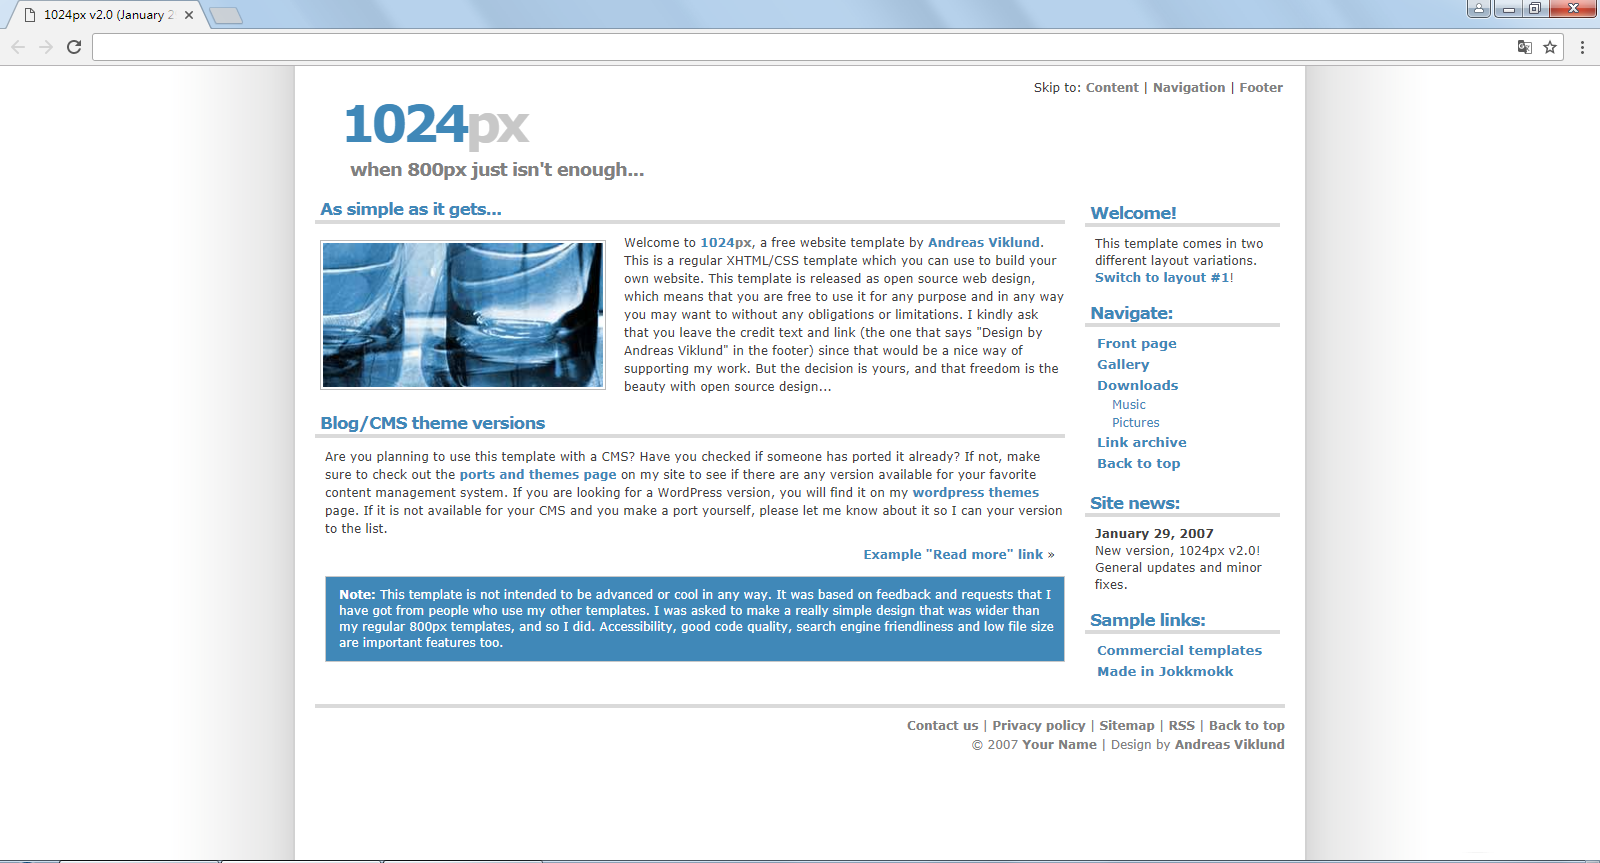 1024px v2.0 (January 2
Skip to: Content | Navigation | Footer
1024px
when 800px just isn't enough...
As simple as it gets...
Welcome to 1024px, a free website template by Andreas Viklund.
This is a regular XHTML/CSS template which you can use to build your
own website. This template is released as open source web design,
which means that you are free to use it for any purpose and in any way
you may want to without any obligations or limitations. I kindly ask
that you leave the credit text and link (the one that says "Design by
Andreas Viklund" in the footer) since that would be a nice way of
supporting my work. But the decision is yours, and that freedom is the
beauty with open source design...
Blog/CMS theme versions
Are you planning to use this template with a CMS? Have you checked if someone has ported it already? If not, make
sure to check out the ports and themes page on my site to see if there are any version available for your favorite
content management system. If you are looking for a WordPress version, you will find it on my wordpress themes
page. If it is not available for your CMS and you make a port yourself, please let me know about it so I can your version
to the list.
Example "Read more" link »
Note: This template is not intended to be advanced or cool in any way. It was based on feedback and requests that I
have got from people who use my other templates. I was asked to make a really simple design that was wider than
my regular 800px templates, and so I did. Accessibility, good code quality, search engine friendliness and low file size
are important features too.
Welcome!
This template comes in two
different layout variations.
Switch to layout #1!
Navigate:
Front page
Gallery
Downloads
Music
Pictures
Link archive
Back to top
Site news:
January 29, 2007
New version, 1024px v2.0!
General updates and minor
fixes.
Sample links:
Commercial templates
Made in Jokkmokk
Contact us | Privacy policy | Sitemap | RSS | Back to top
© 2007 Your Name | Design by Andreas Viklund